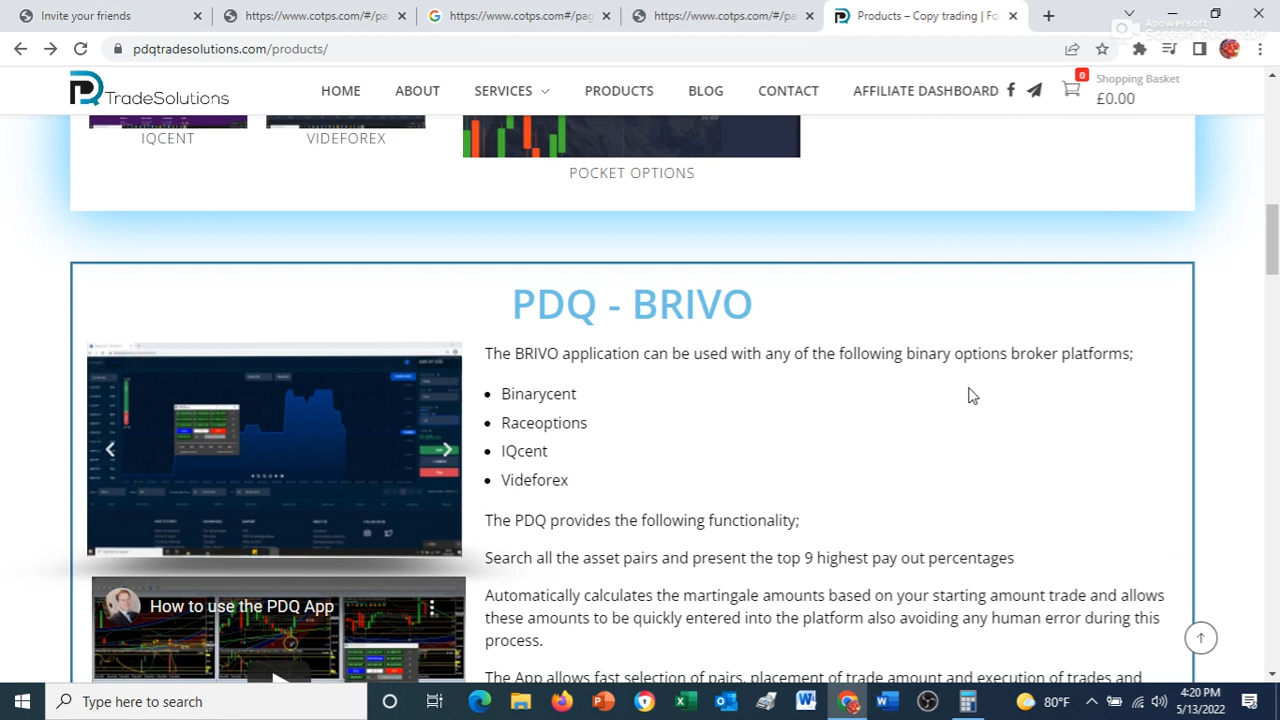 Invite your friend
https://www.cotps.com/#/pa
https://www.cotps.com/#/pag
https://www.cotps.com/#/pa
Products – Copy trading | Fo
Apowersoft
Screen Recorder
pdqtradesolutions.com/products/
TradeSolutions
HOME
ABOUT
SERVICES
PRODUCTS
BLOG
CONTACT
AFFILIATE DASHBOARD
0
Shopping Basket
£0.00
IQCENT
VIDEFOREX
POCKET OPTIONS
PDQ - BRIVO
The BRIVO application can be used with any of the following binary options broker platforms;
• Binarycent
• Raceoptions
• IQcent
• Videforex
The PDQ provides the following functionality;
Search all the asset pairs and present the top 9 highest pay out percentages
How to use the PDQ App
Automatically calculates the martingale amounts based on your starting amount trade and allows
these amounts to be quickly entered into the platform also avoiding any human error during this
process.
Type here to search
80°F
4:20 PM
5/13/2022